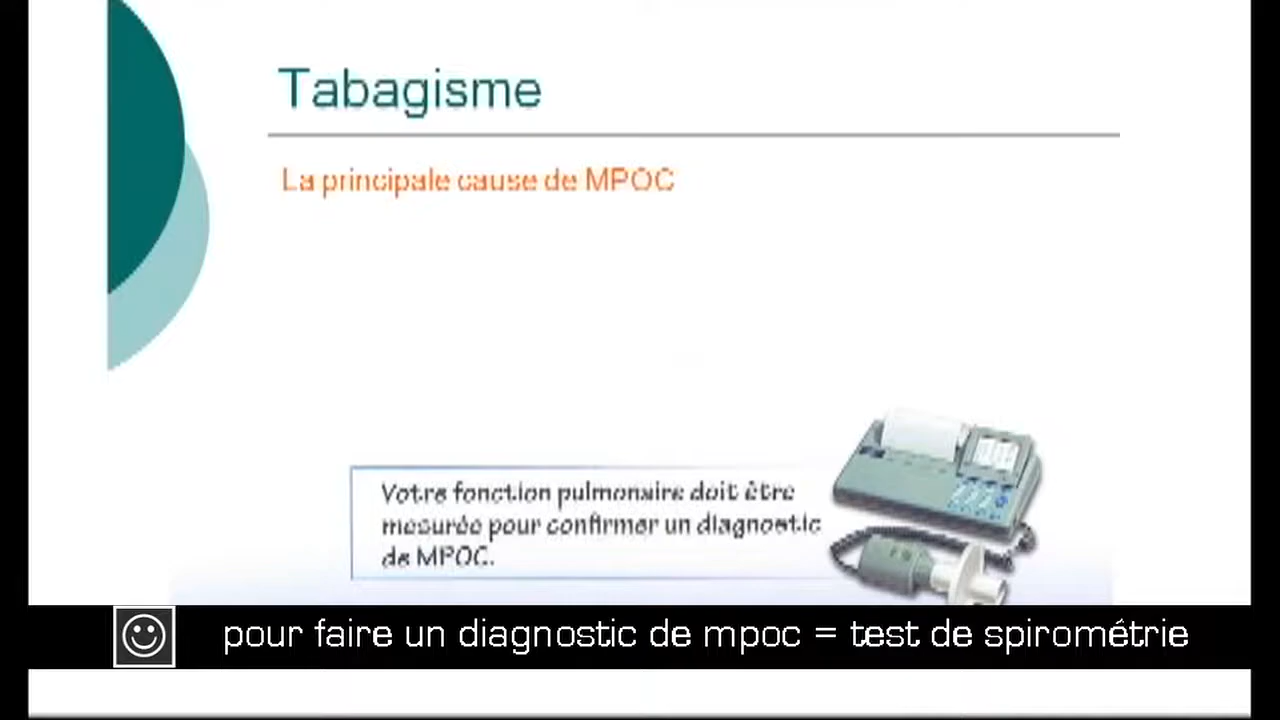 Tabagisme
La principale cause de MPOC
Votre fonction pulmonaire doit être
mesurée pour confirmer un diagnostic
de MPOC.
pour faire un diagnostic de mpoc = test de spirométrie